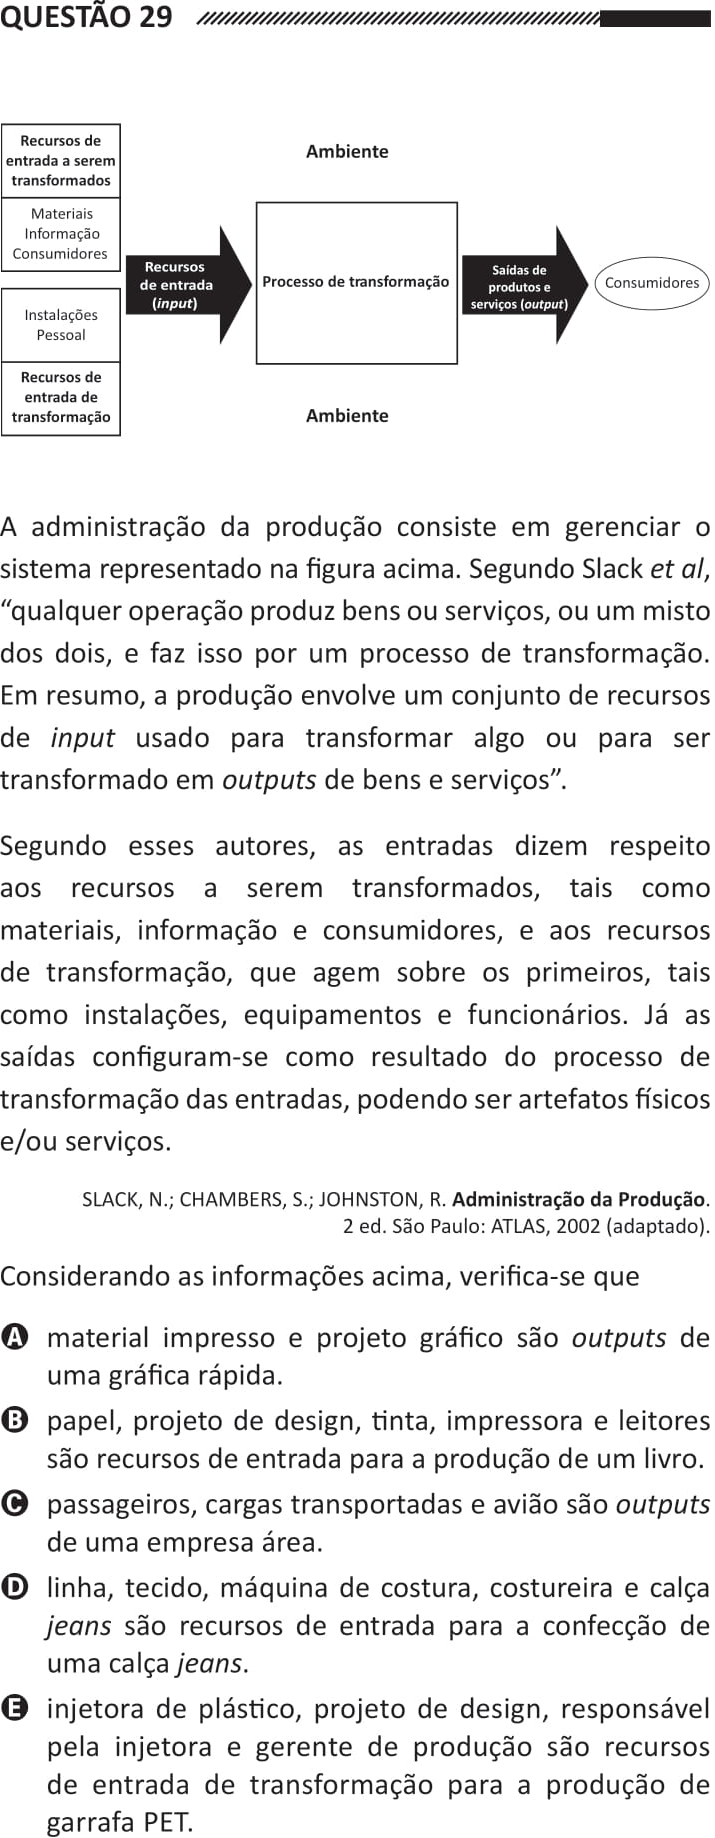 QUESTÃO 29
Recursos de
entrada a serem
transformados
Materiais
Informação
Consumidores
Instalações
Pessoal
Recursos de
entrada de
transformação
Recursos
de entrada
(input)
Ambiente
Processo de transformação
Ambiente
Saídas de
produtos e
serviços (output)
Consumidores
A administração da produção consiste em gerenciar o
sistema representado na figura acima. Segundo Slack et al,
“qualquer operação produz bens ou serviços, ou um misto
dos dois, e faz isso por um processo de transformação.
Em resumo, a produção envolve um conjunto de recursos
de input usado para transformar algo ou para ser
transformado em outputs de bens e serviços”.
Segundo esses autores, as entradas dizem respeito
aos recursos a serem transformados, tais como
materiais, informação e consumidores, e aos recursos
de transformação, que agem sobre os primeiros, tais
como instalações, equipamentos e funcionários. Já as
saídas configuram-se como resultado do processo de
transformação das entradas, podendo ser artefatos físicos
e/ou serviços.
SLACK, N.; CHAMBERS, S.; JOHNSTON, R. Administração da Produção.
2 ed. São Paulo: ATLAS, 2002 (adaptado).
Considerando as informações acima, verifica-se que
A material impresso e projeto gráfico são outputs de
uma gráfica rápida.
B papel, projeto de design, tinta, impressora e leitores
são recursos de entrada para a produção de um livro.
C passageiros, cargas transportadas e avião são outputs
de uma empresa área.
D linha, tecido, máquina de costura, costureira e calça
jeans são recursos de entrada para a confecção de
uma calça jeans.
E injetora de plástico, projeto de design, responsável
pela injetora e gerente de produção são recursos
de entrada de transformação para a produção de
garrafa PET.